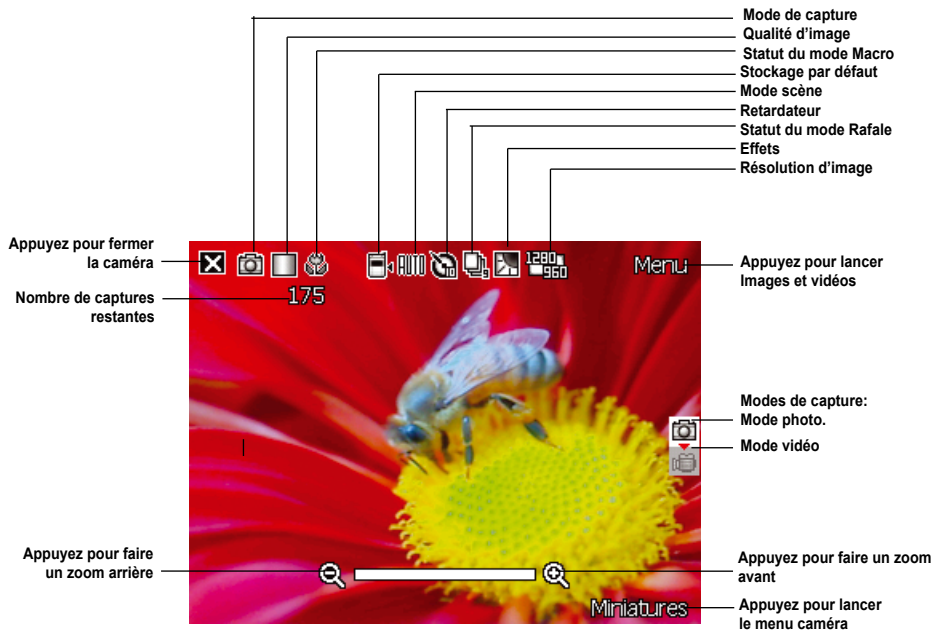 Mode de capture
Qualité d'image
Statut du mode Macro
Stockage par défaut
Mode scène
Retardateur
Statut du mode Rafale
Effets
Résolution d'image
Appuyez pour fermer
la caméra
Nombre de captures
restantes
AUTO
10
9
1280
960
Menu
175
Appuyez pour lancer
Images et vidéos
Modes de capture:
Mode photo.
Mode vidéo
Appuyez pour faire
un zoom arrière
Appuyez pour faire un zoom
avant
Miniatures
Appuyez pour lancer
le menu caméra